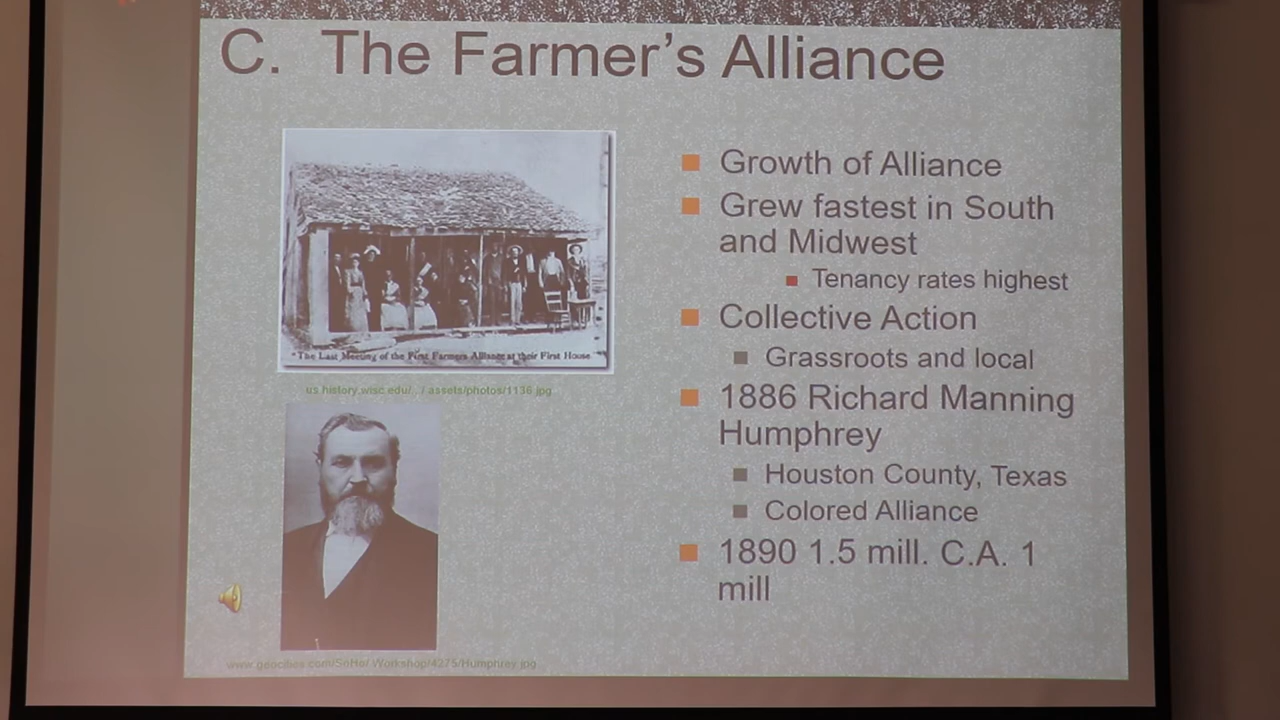 C. The Farmer's Alliance
Growth of Alliance
Grew fastest in South
and Midwest
Tenancy rates highest
Collective Action
Grassroots and local
1886 Richard Manning
Humphrey
Houston County, Texas
Colored Alliance
1890 1.5 mill. C.A. 1
mill
"The Last Meeting of the First Farmers Alliance at their First House
us history.wisc.edu/.../ assets/photos/1136.jpg
www.geocities.com/SoHo/ Workshop/4275/Humphrey.jpg